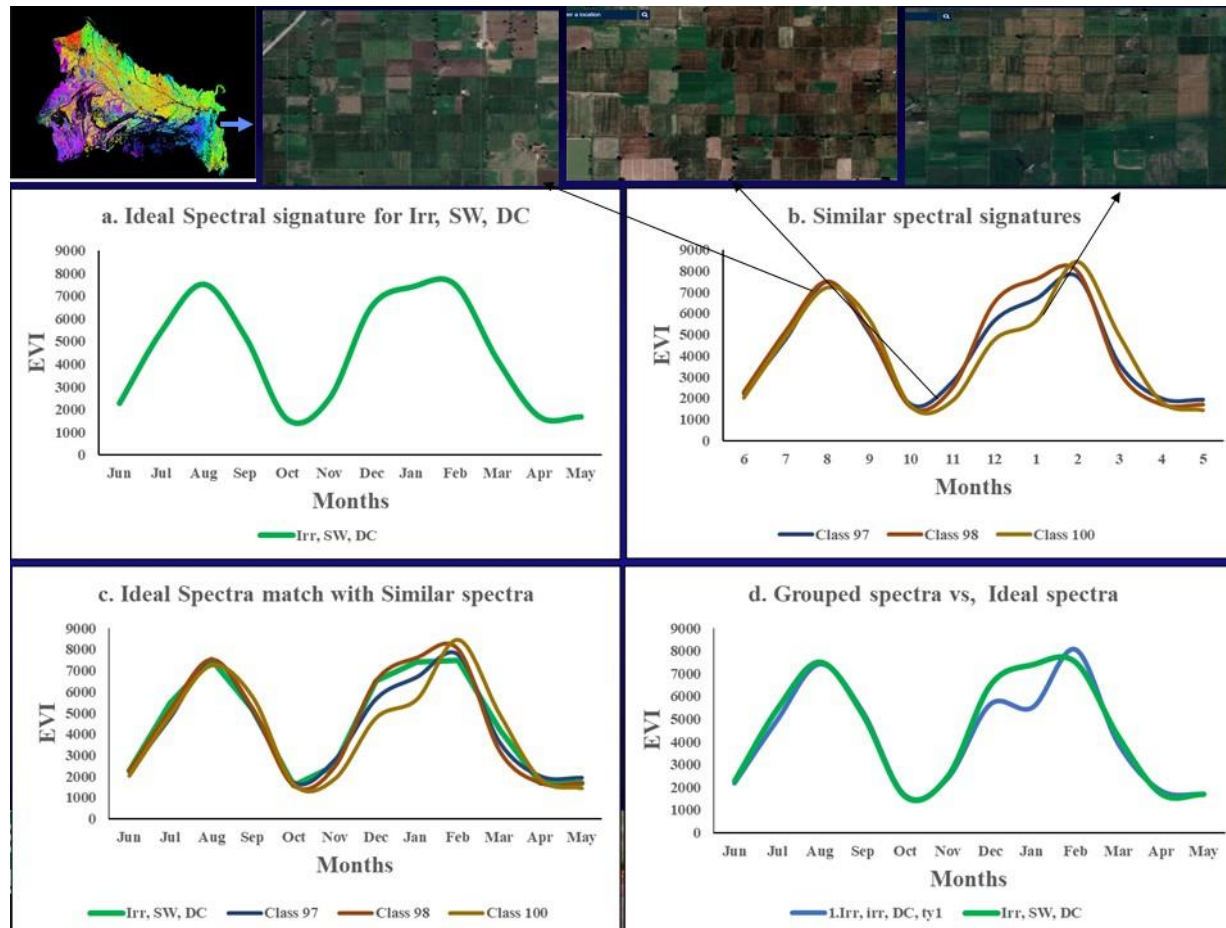 er a location
a. Ideal Spectral signature for Irr, SW, DC
9000
8000
7000
6000
5000
4000
3000
2000
1000
0
EVI
Jun Jul Aug Sep Oct Nov Dec Jan Feb Mar Apr May
Months
Irr, SW, DC
b. Similar spectral signatures
9000
8000
7000
6000
5000
4000
3000
2000
1000
0
EVI
6 7 8 9 10 11 12 1 2 3 4 5
Months
Class 97 Class 98 Class 100
c. Ideal Spectra match with Similar spectra
9000
8000
7000
6000
5000
4000
3000
2000
1000
0
EVI
Jun Jul Aug Sep Oct Nov Dec Jan Feb Mar Apr May
Months
Irr, SW, DC Class 97 Class 98 Class 100
d. Grouped spectra vs, Ideal spectra
9000
8000
7000
6000
5000
4000
3000
2000
1000
0
EVI
Jun Jul Aug Sep Oct Nov Dec Jan Feb Mar Apr May
Months
1.Irr, irr, DC, ty1 Irr, SW, DC